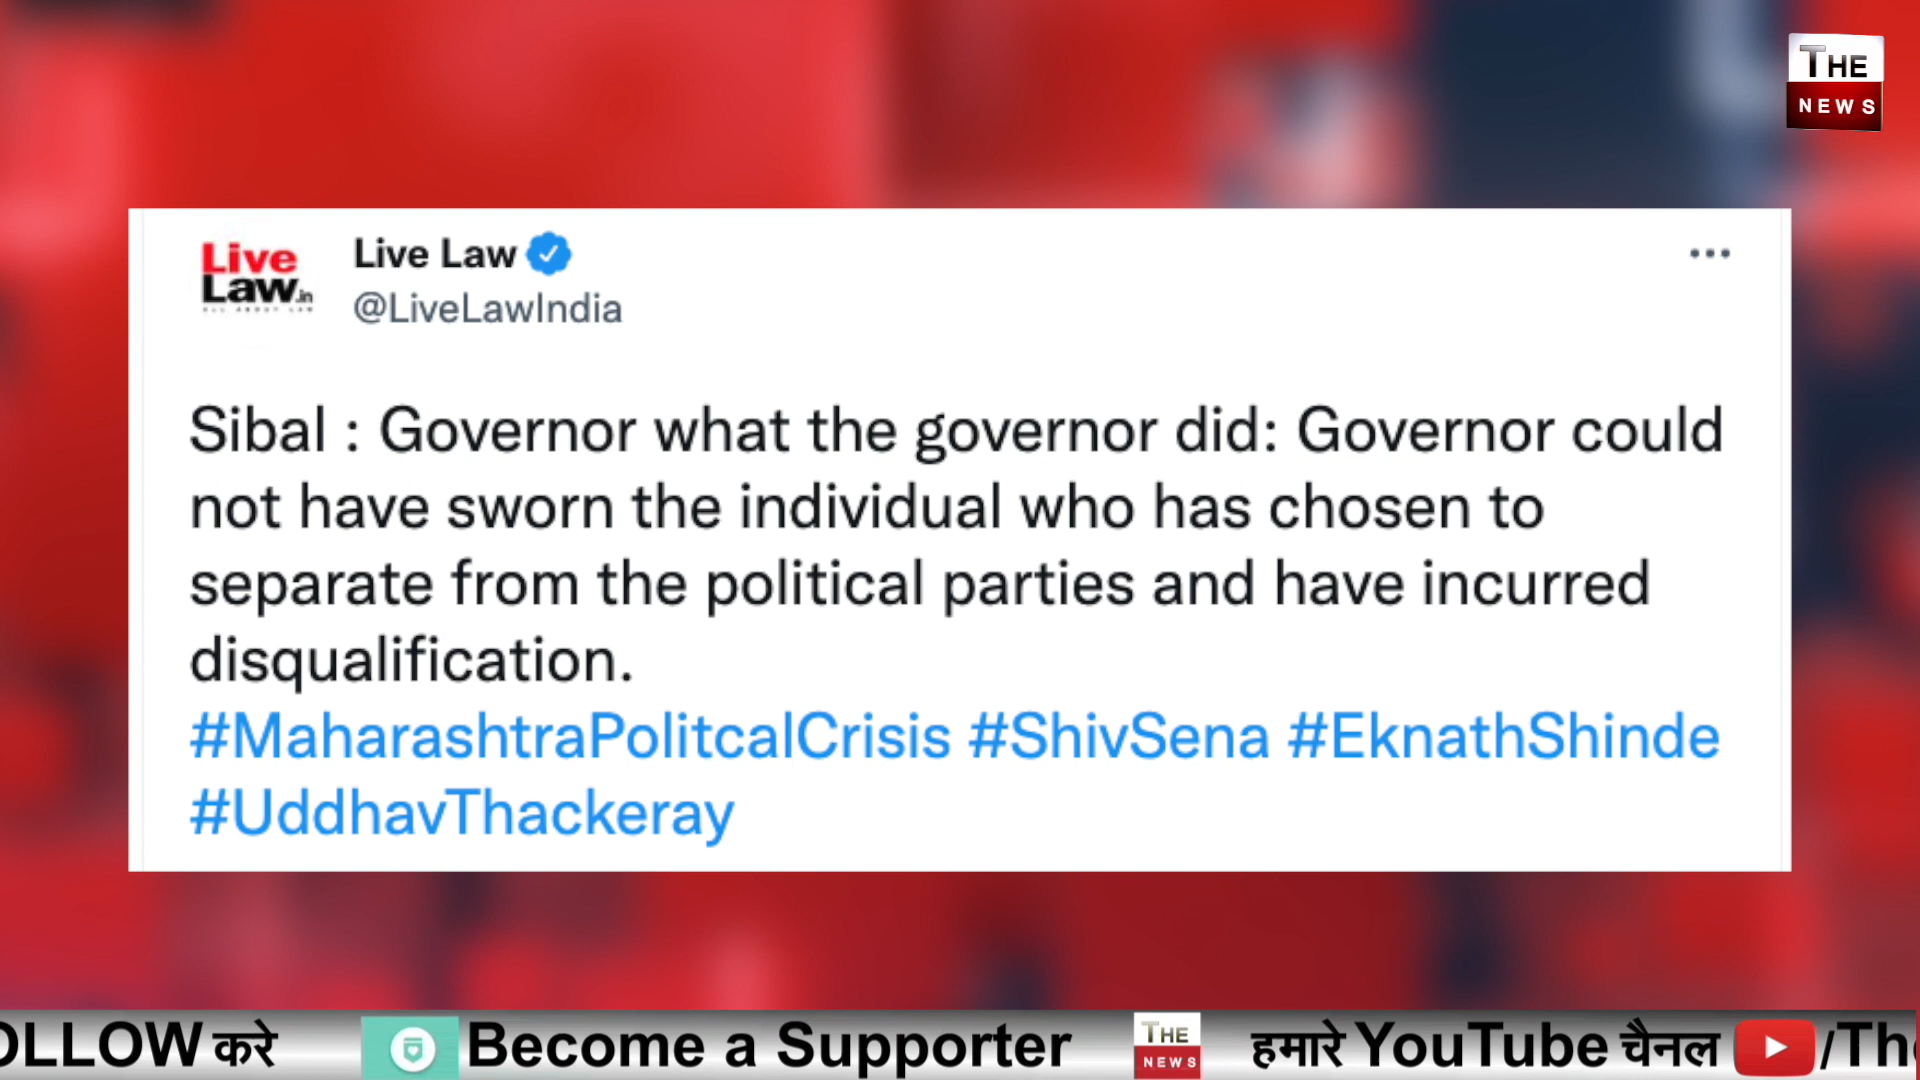 THE
NEWS
Live Law
@LiveLawIndia
Live
Law.in
Sibal : Governor what the governor did: Governor could
not have sworn the individual who has chosen to
separate from the political parties and have incurred
disqualification.
#MaharashtraPolitcalCrisis #ShivSena #EknathShinde
#UddhavThackeray
OLLOW करे Become a Supporter THE NEWS हमारे YouTube चैनल /Th